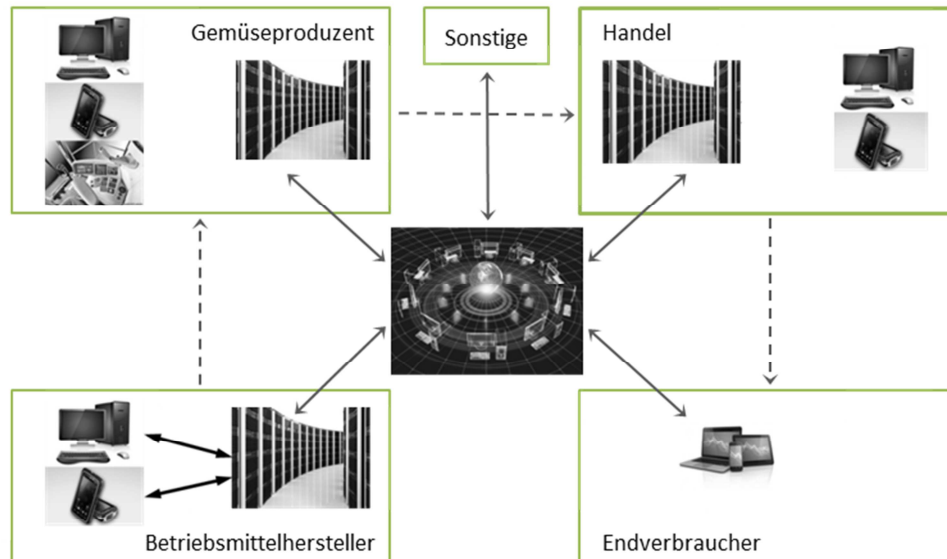 Gemüseproduzent
Sonstige
Handel
Betriebsmittelhersteller
Endverbraucher